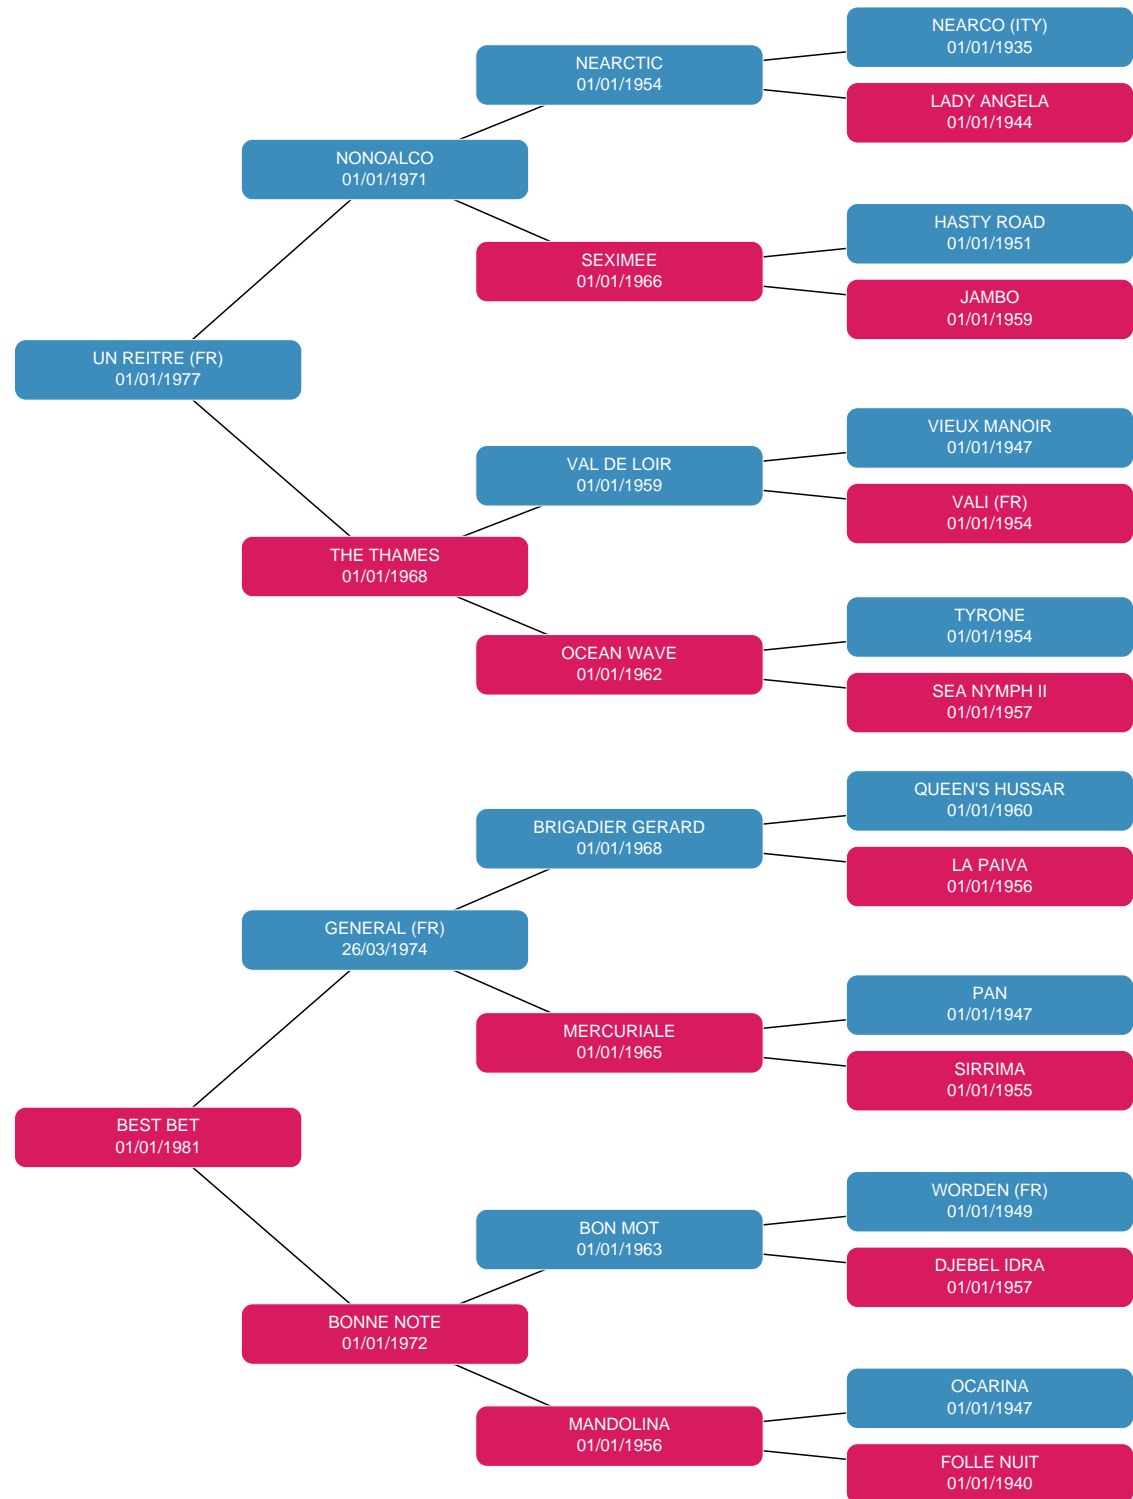 NEARCO (ITY)
01/01/1935
NEARCTIC
01/01/1954
LADY ANGELA
01/01/1944
NONOALCO
01/01/1971
HASTY ROAD
01/01/1951
SEXIMEE
01/01/1966
JAMBO
01/01/1959
UN REITRE (FR)
01/01/1977
VIEUX MANOIR
01/01/1947
VAL DE LOIR
01/01/1959
VALI (FR)
01/01/1954
THE THAMES
01/01/1968
TYRONE
01/01/1954
OCEAN WAVE
01/01/1962
SEA NYMPH II
01/01/1957
QUEEN'S HUSSAR
01/01/1960
BRIGADIER GERARD
01/01/1968
LA PAIVA
01/01/1956
GENERAL (FR)
26/03/1974
PAN
01/01/1947
MERCURIALE
01/01/1965
SIRRIMA
01/01/1955
BEST BET
01/01/1981
WORDEN (FR)
01/01/1949
BON MOT
01/01/1963
DJEBEL IDRA
01/01/1957
BONNE NOTE
01/01/1972
OCARINA
01/01/1947
MANDOLINA
01/01/1956
FOLLE NUIT
01/01/1940